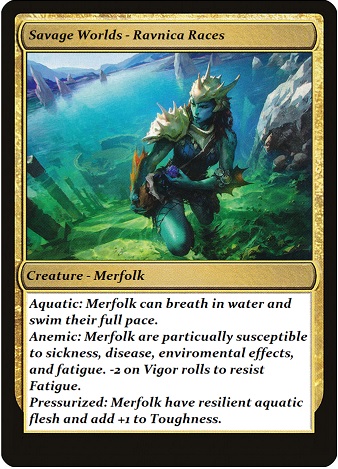 Savage Worlds - Ravnica Races
Creature - Merfolk
Aquatic: Merfolk can breath in water and
swim their full pace.
Anemic: Merfolk are particually susceptible
to sickness, disease, enviromental effects,
and fatigue. -2 on Vigor rolls to resist
Fatigue.
Pressurized: Merfolk have resilient aquatic
flesh and add +1 to Toughness.